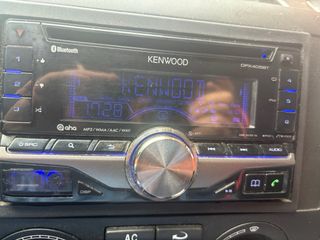 Bluetooth
KENWOOD
DPX405BT
KENWOOD
aha
MP3 / WMA / AAC / WAV
SRC
AUDIO
AC